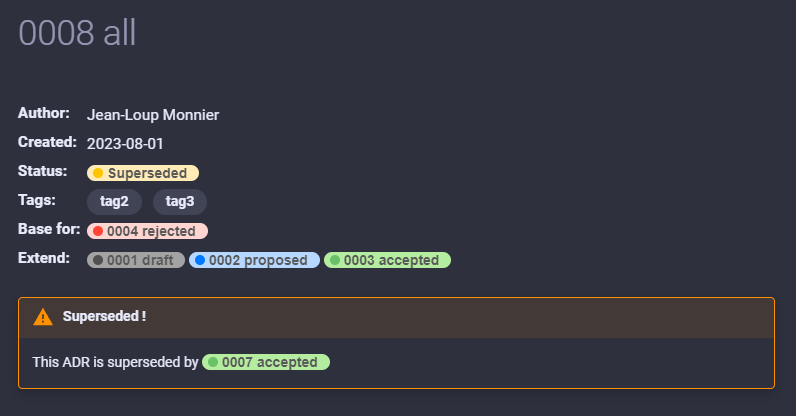 0008 all
Author: Jean-Loup Monnier
Created: 2023-08-01
Status: Superseded
Tags: tag2 tag3
Base for: 0004 rejected
Extend: 0001 draft 0002 proposed 0003 accepted
Superseded !
This ADR is superseded by 0007 accepted